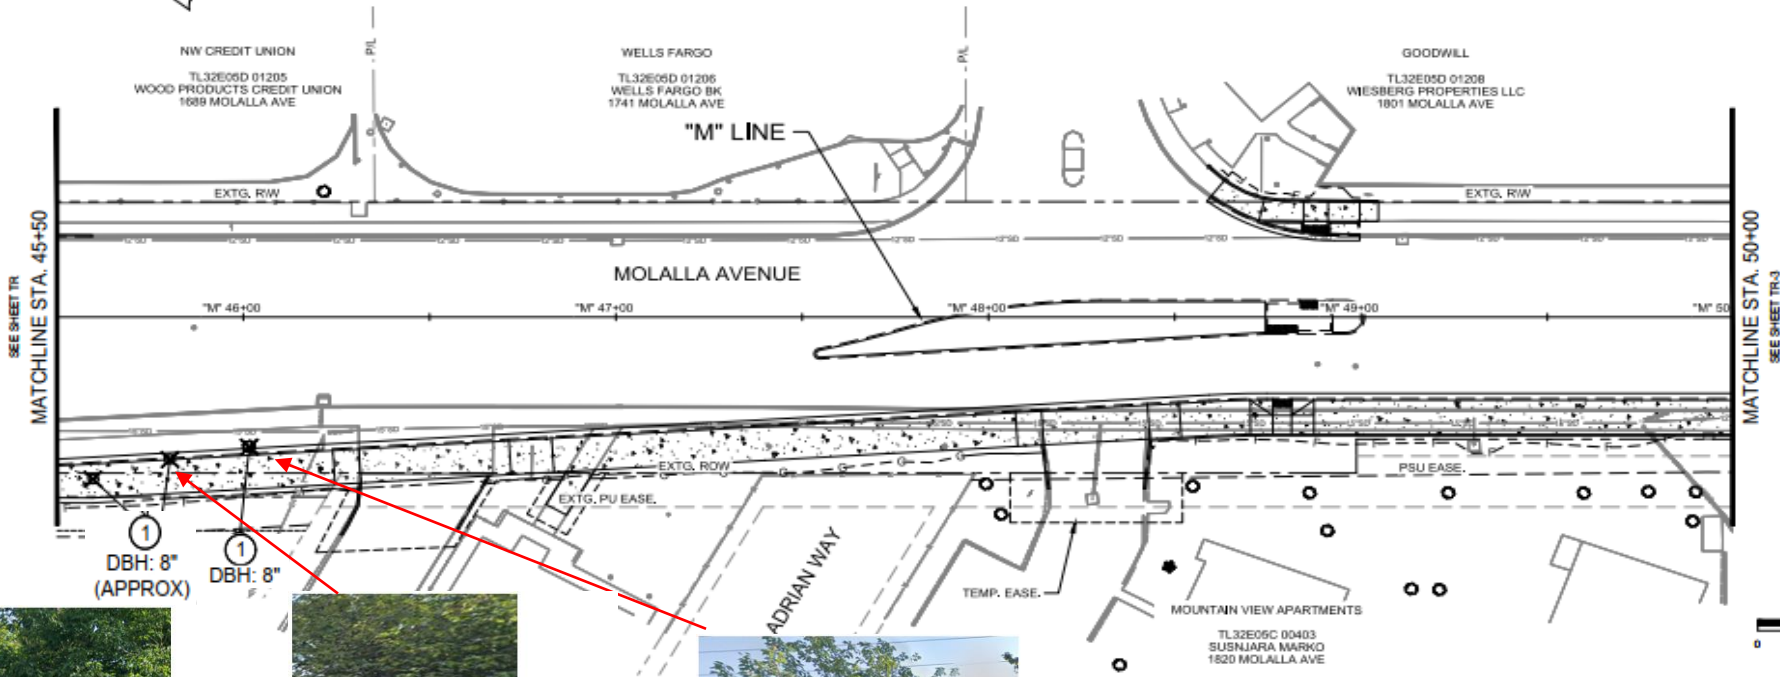 NW CREDIT UNION
TL32E05D 01205
WOOD PRODUCTS CREDIT UNION
1689 MOLALLA AVE
P/L
WELLS FARGO
TL32E05D 01206
WELLS FARGO BK
1741 MOLALLA AVE
P/L
GOODWILL
TL32E05D 01208
WIESBERG PROPERTIES LLC
1801 MOLALLA AVE
"M" LINE
EXTG. R/W
EXTG. R/W
SEE SHEET TR
MATCHLINE STA. 45+50
MOLALLA AVENUE
"M" 46+00
"M" 47+00
"M" 48+00
"M" 49+00
"M" 50
MATCHLINE STA. 50+00
SEE SHEET TR-3
EXTG. ROW
PSU EASE.
EXTG. PU EASE.
1
DBH: 8"
(APPROX)
1
DBH: 8"
ADRIAN WAY
TEMP. EASE.
MOUNTAIN VIEW APARTMENTS
TL32E05C 00403
SUSNJARA MARKO
1820 MOLALLA AVE
0